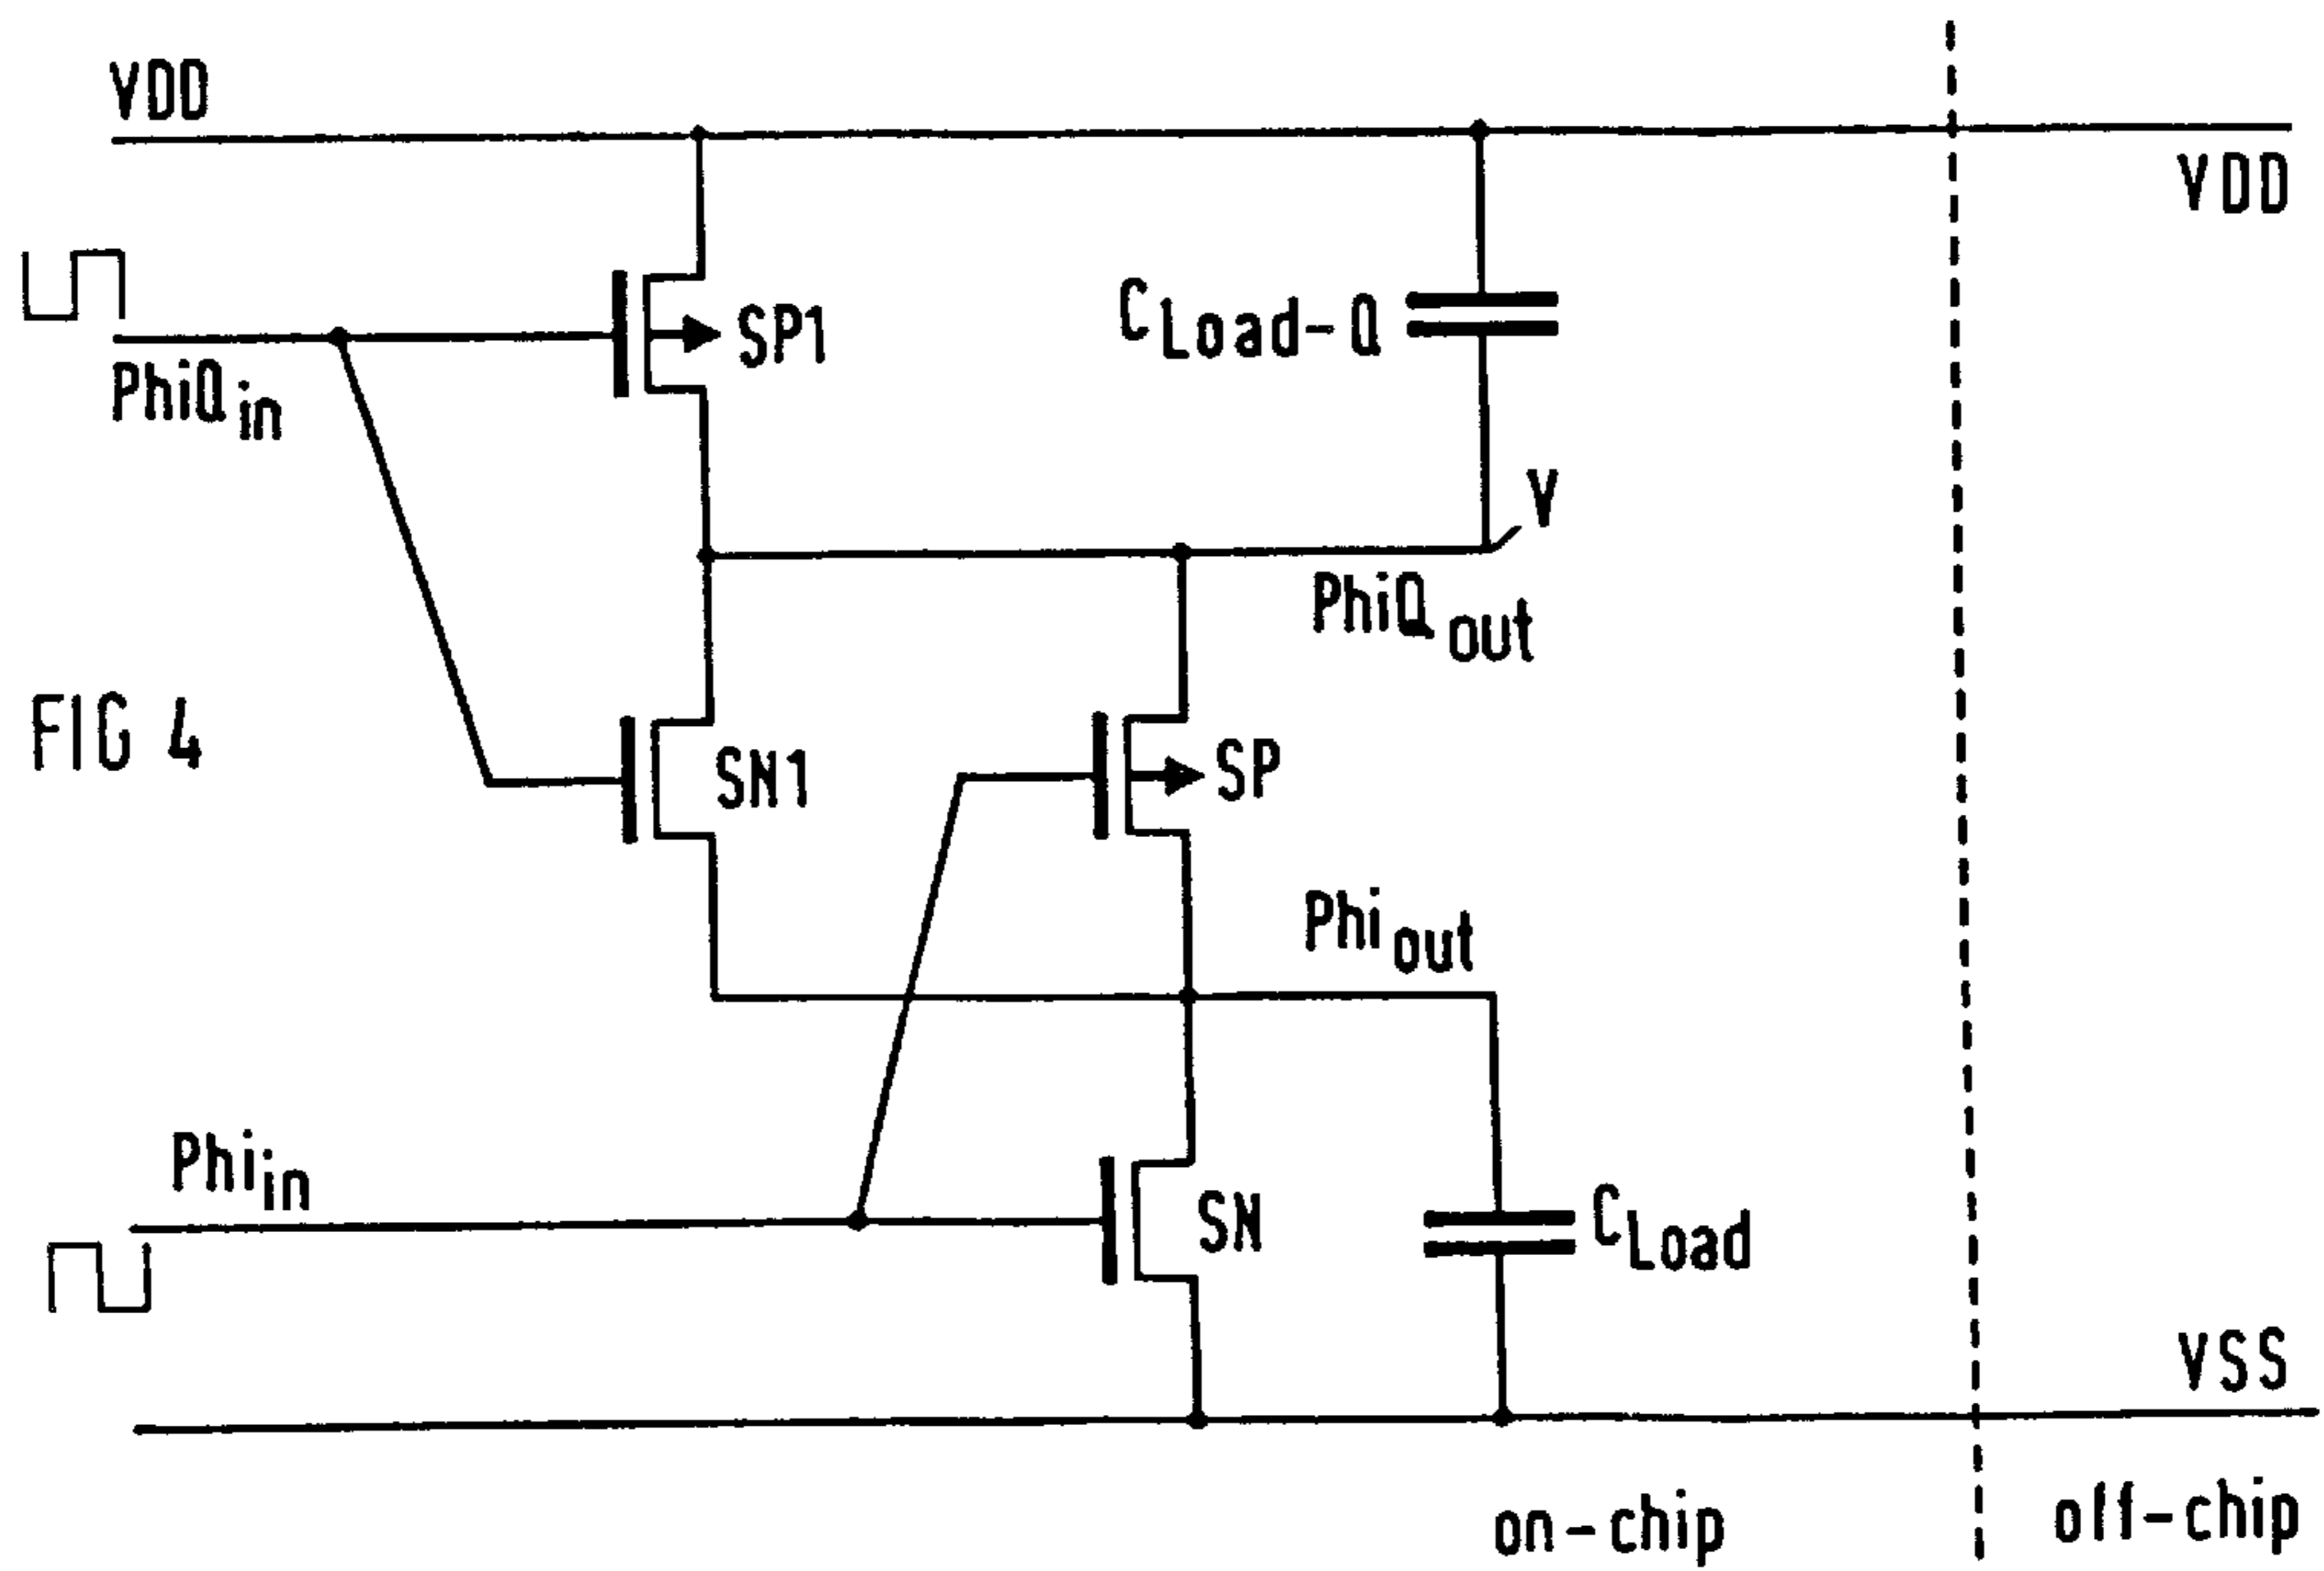 VDD
VDD
PhiQin
SP1
CLoad-Q
V
PhiQout
FIG 4
SN1
SP
Phiout
Phiin
SN
CLoad
VSS
on-chip
off-chip